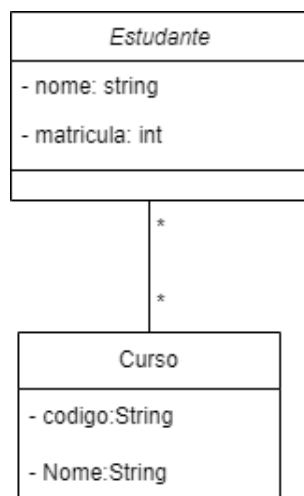 Estudante
- nome: string
- matricula: int
*
*
Curso
- codigo:String
- Nome:String